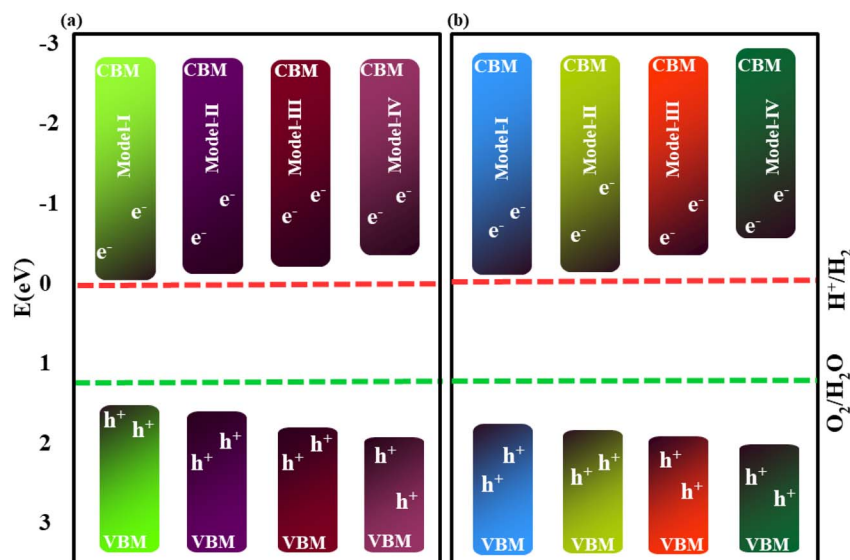 (a)
(b)
E(eV)
-3
-2
-1
0
1
2
3
CBM
Model-I
e⁻
e⁻
CBM
Model-II
e⁻
e⁻
CBM
Model-III
e⁻
e⁻
CBM
Model-IV
e⁻
e⁻
h⁺
h⁺
VBM
h⁺
h⁺
VBM
h⁺
h⁺
VBM
h⁺
h⁺
VBM
CBM
Model-I
e⁻
e⁻
CBM
Model-II
e⁻
e⁻
CBM
Model-III
e⁻
e⁻
CBM
Model-IV
e⁻
e⁻
h⁺
h⁺
VBM
h⁺
h⁺
VBM
h⁺
h⁺
VBM
h⁺
h⁺
VBM
H⁺/H₂
O₂/H₂O